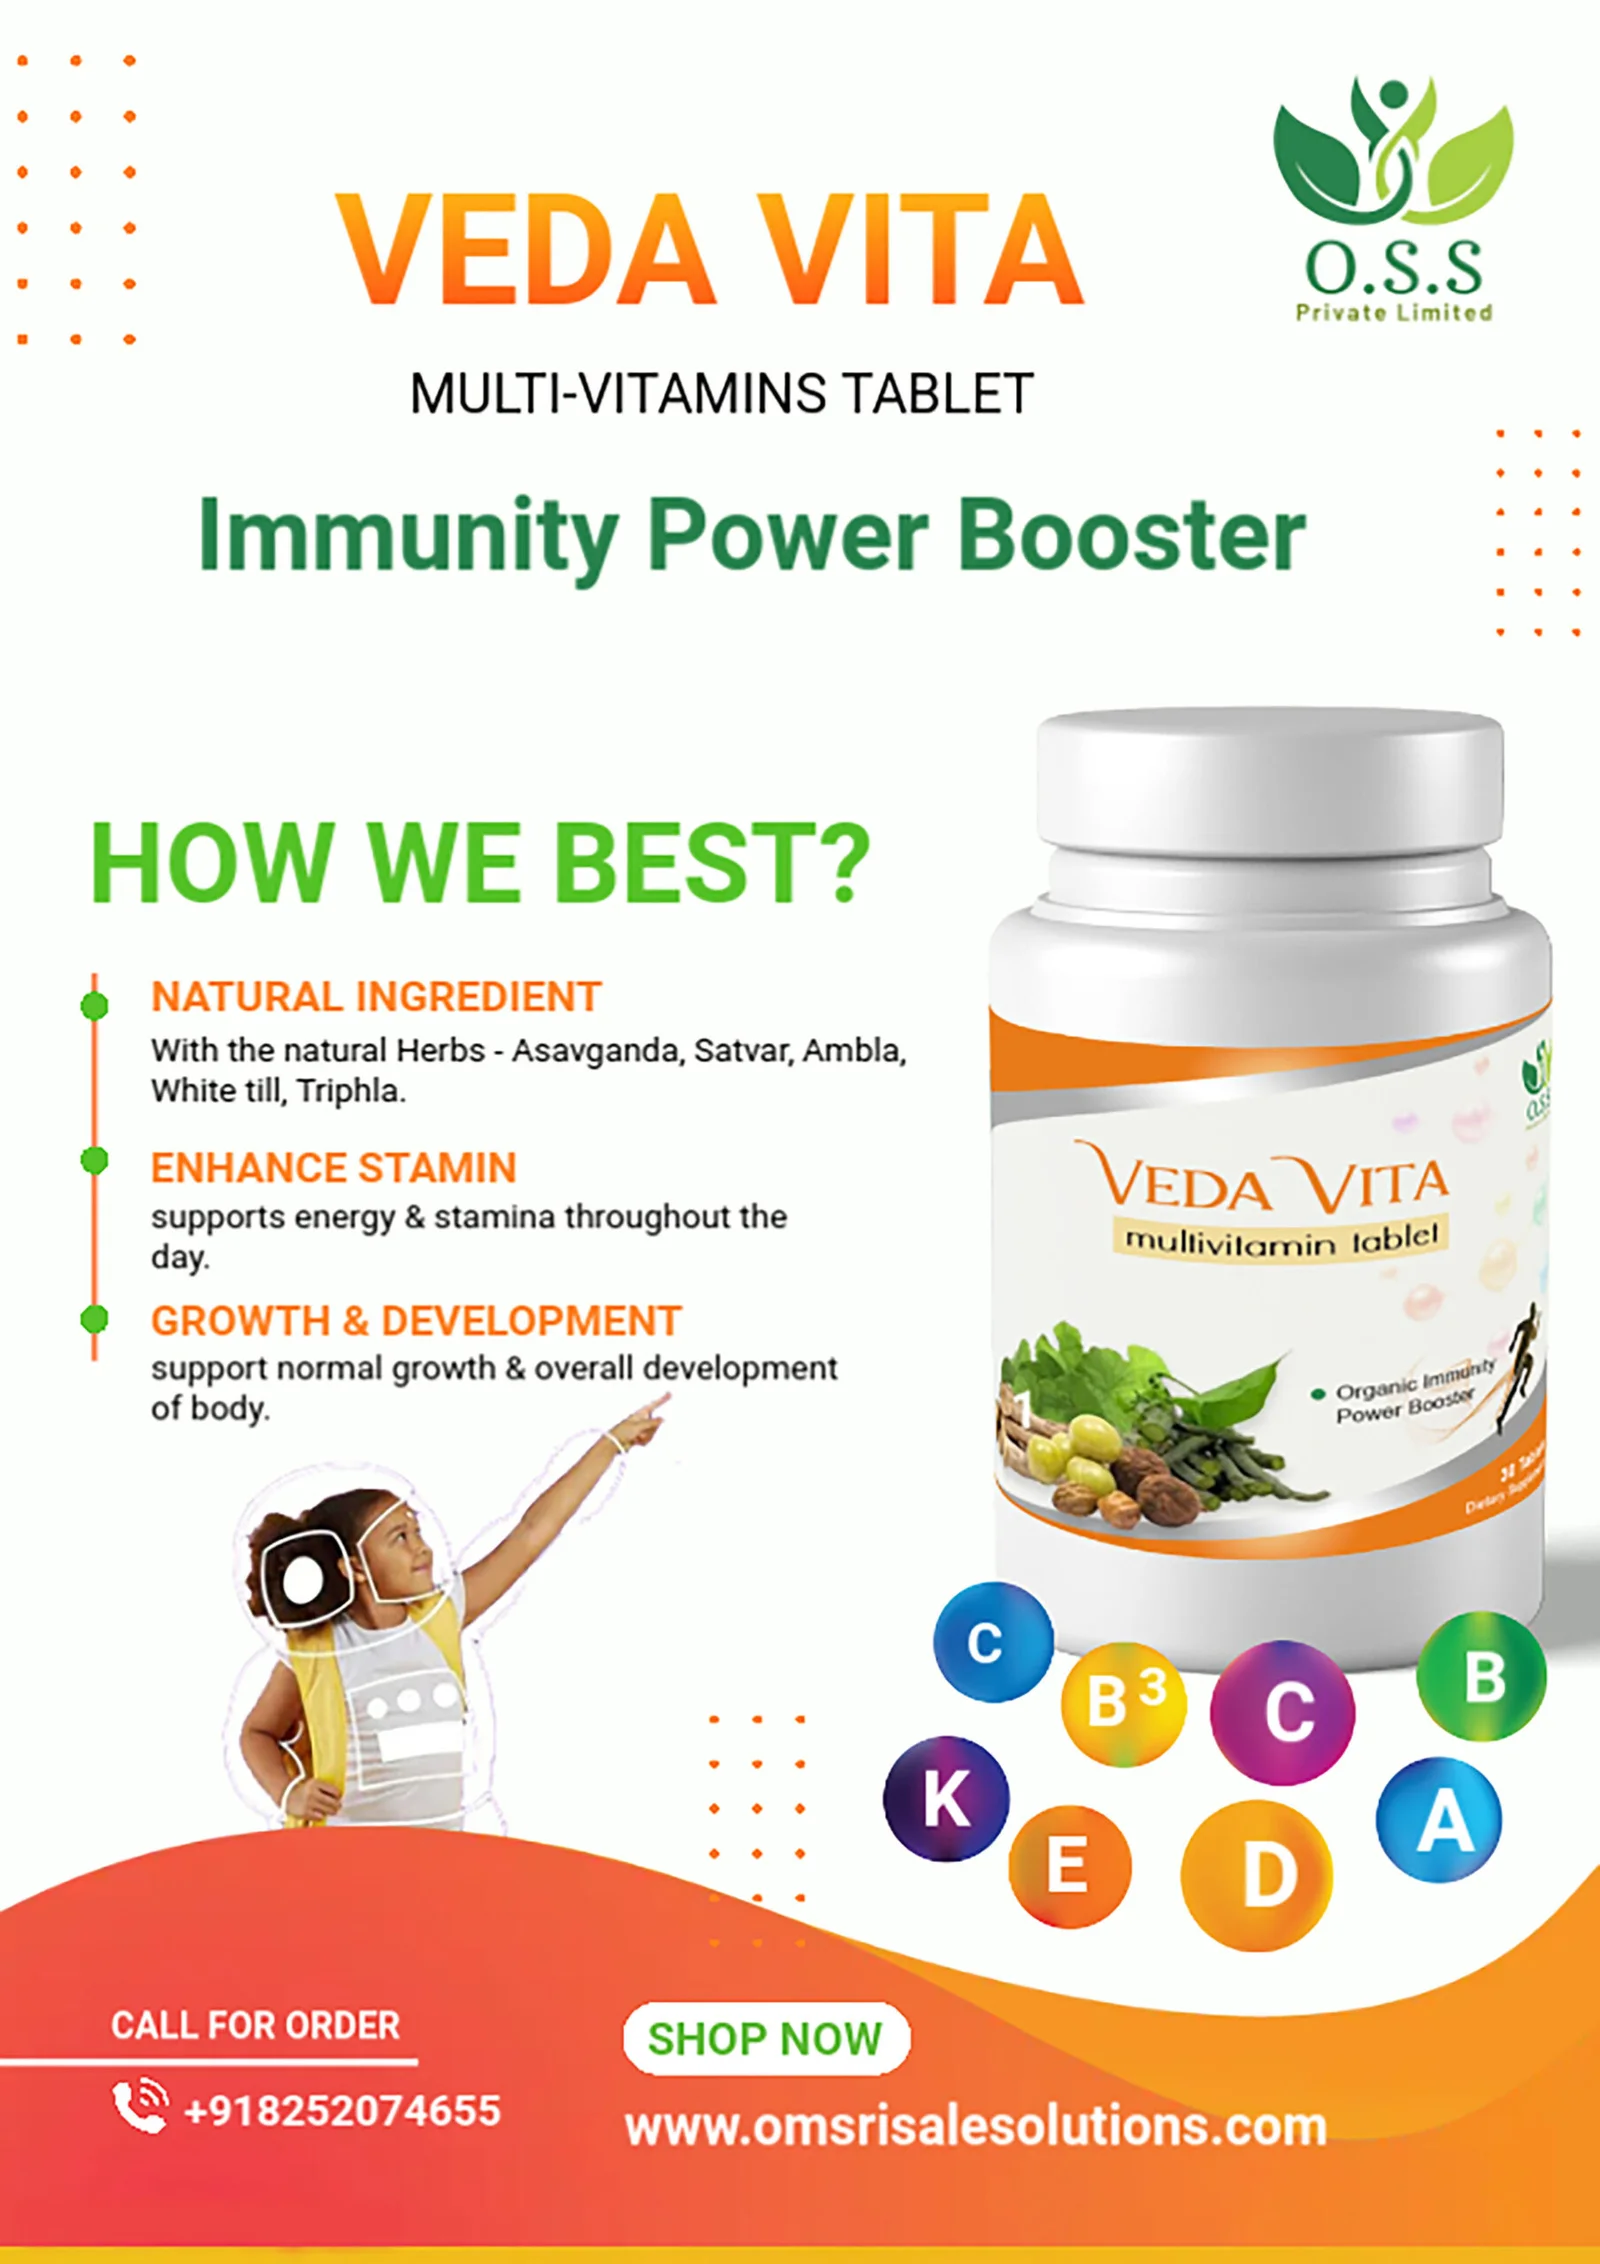 O.S.S
Private Limited
VEDA VITA
MULTI-VITAMINS TABLET
Immunity Power Booster
HOW WE BEST?
NATURAL INGREDIENT
With the natural Herbs - Asavganda, Satvar, Ambla,
White till, Triphla.
ENHANCE STAMIN
supports energy & stamina throughout the
day.
GROWTH & DEVELOPMENT
support normal growth & overall development
of body.
O.S.S
VEDA VITA
multivitamin tablet
Organic Immunity
Power Booster
Dietary
C
B³
C
B
K
E
D
A
CALL FOR ORDER
+918252074655
SHOP NOW
www.omsrisalesolutions.com